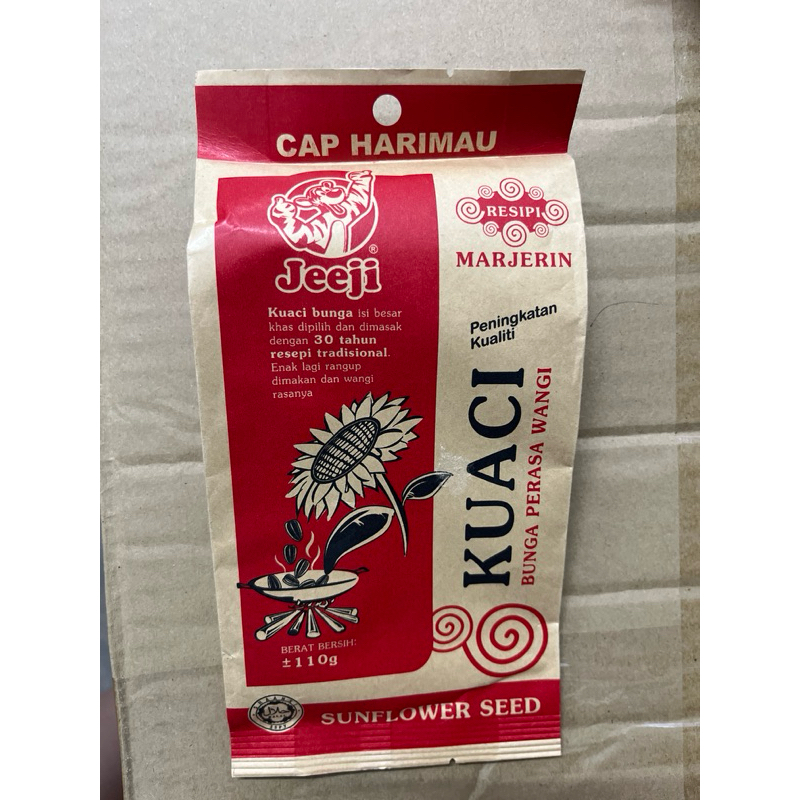 CAP HARIMAU
Jeeji
®
Kuaci bunga isi besar
khas dipilih dan dimasak
dengan 30 tahun
resepi tradisional.
Enak lagi rangup
dimakan dan wangi
rasanya
RESIPI
MARJERIN
Peningkatan
Kualiti
KUACI
BUNGA PERASA WANGI
BERAT BERSIH:
±110g
SUNFLOWER SEED